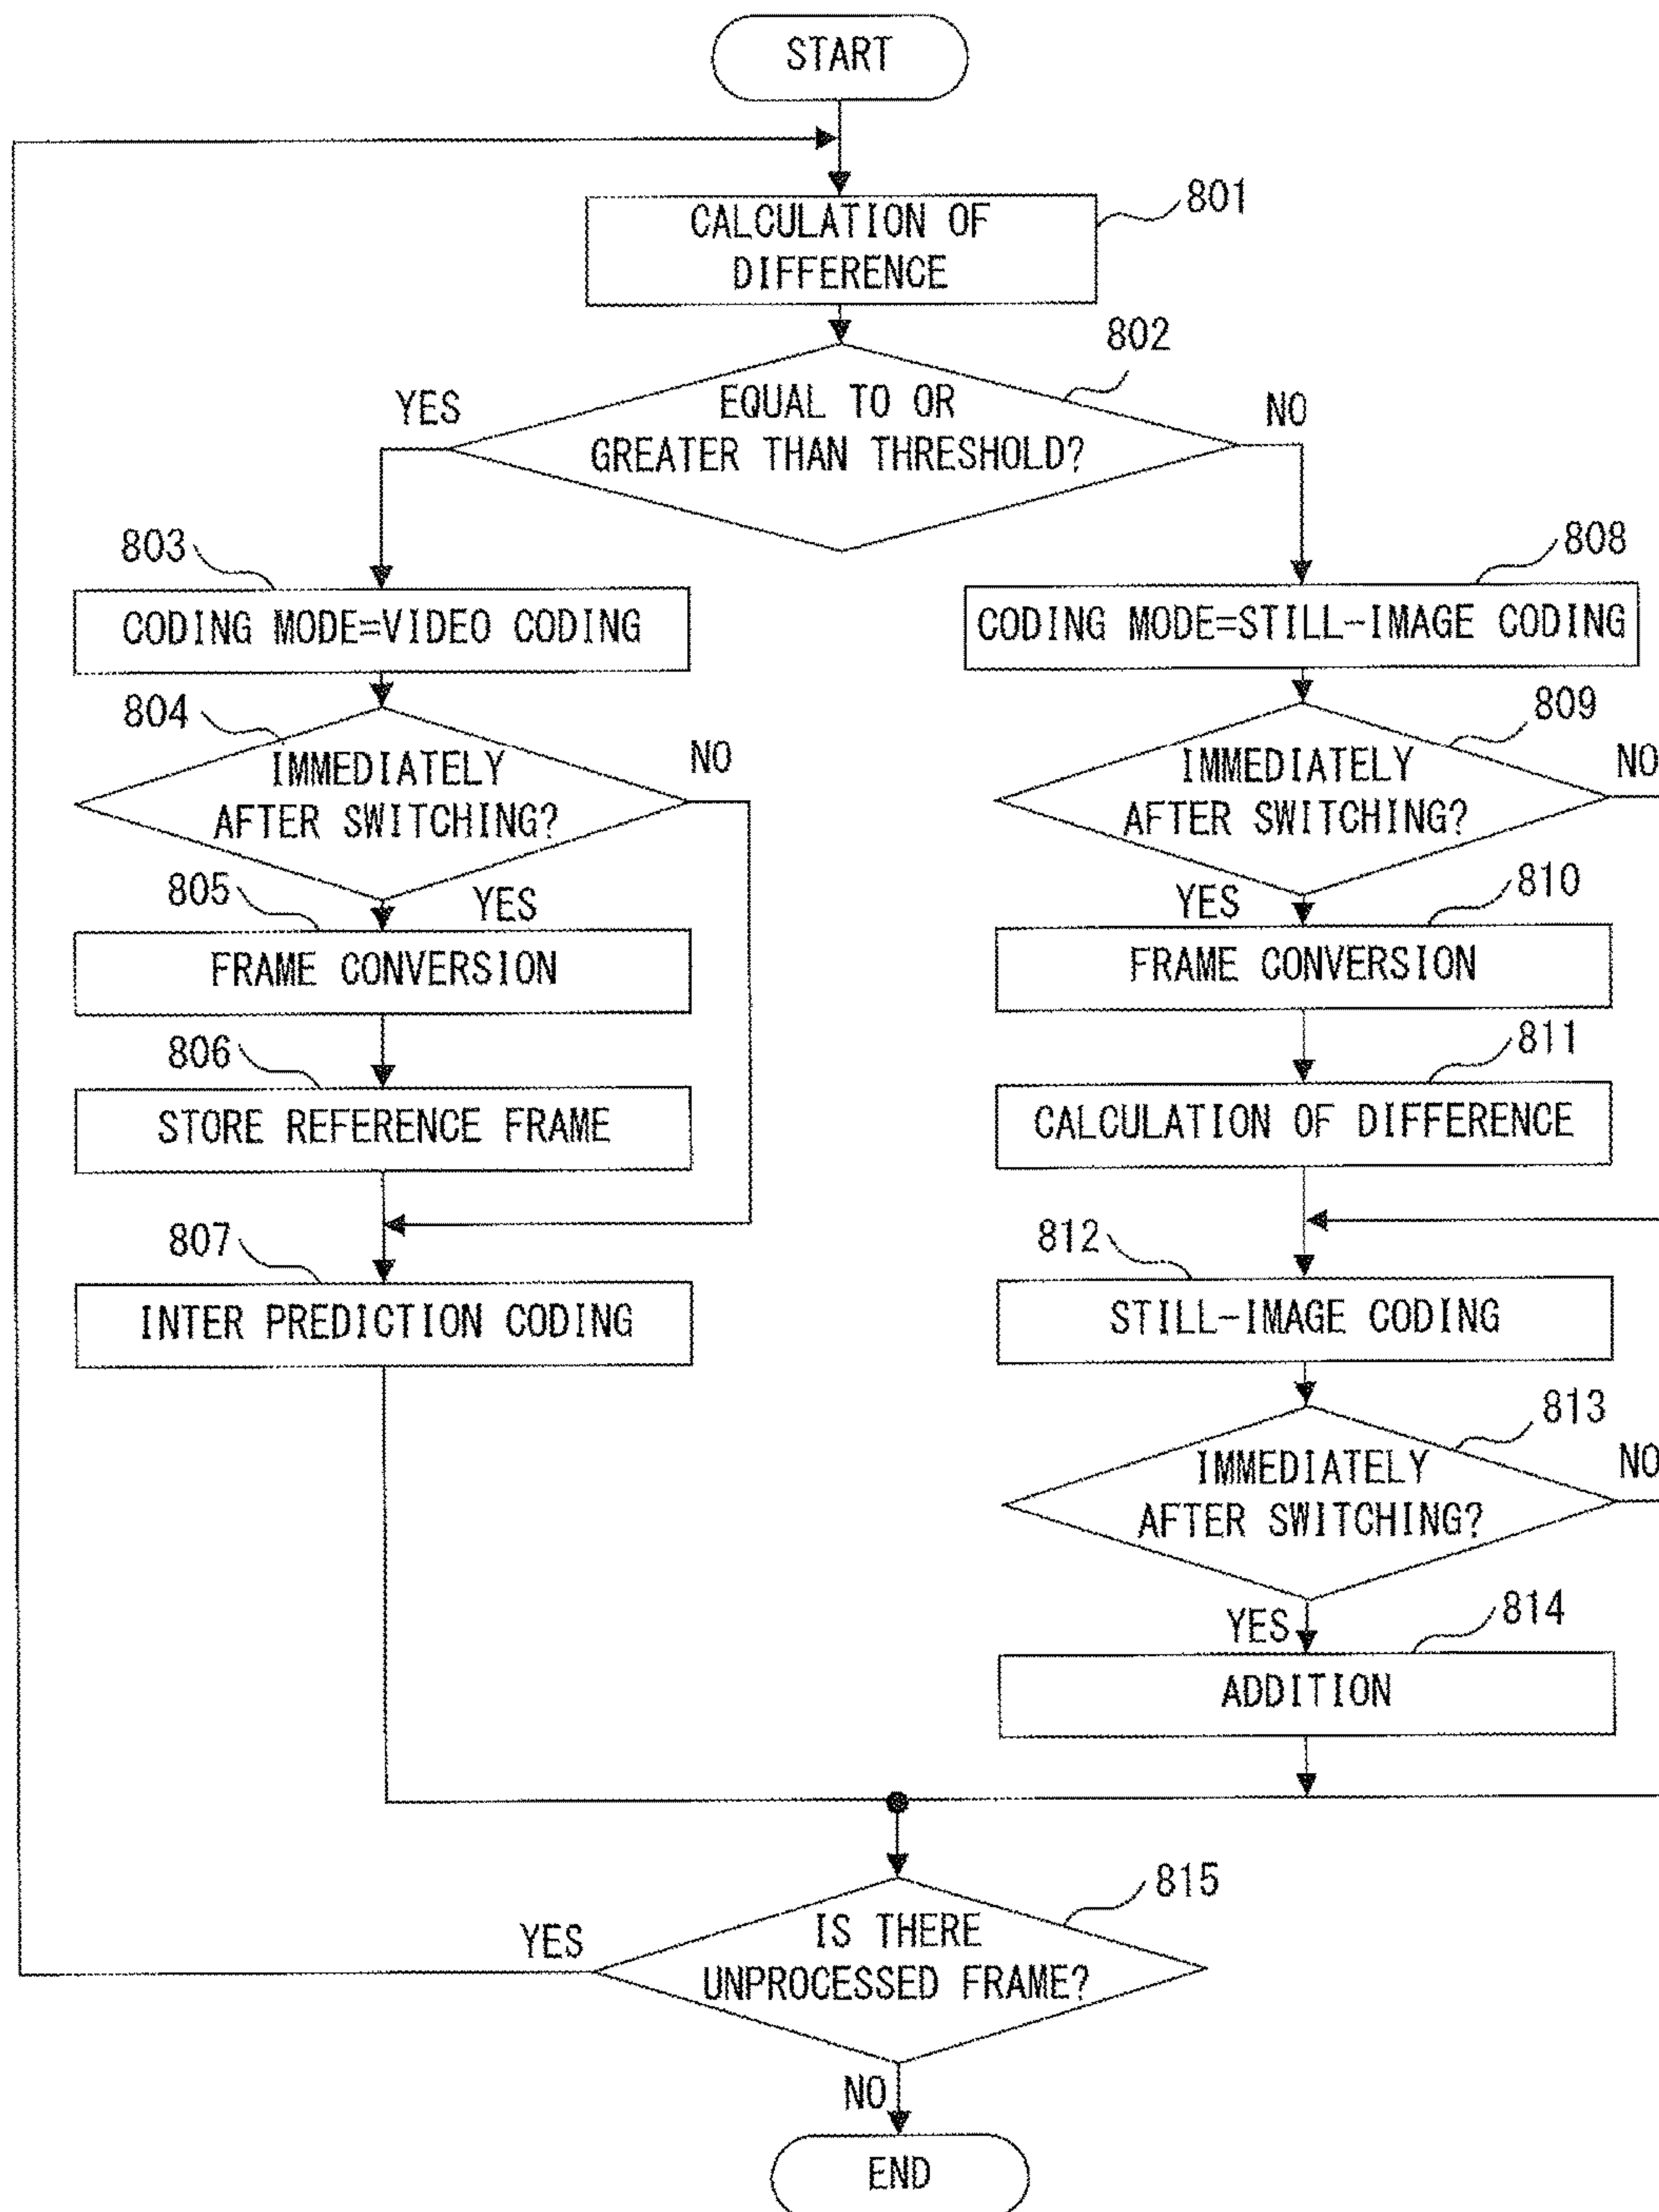 START
801
CALCULATION OF
DIFFERENCE
802
YES
EQUAL TO OR
GREATER THAN THRESHOLD?
NO
803
CODING MODE=VIDEO CODING
804
IMMEDIATELY
AFTER SWITCHING?
NO
805
YES
FRAME CONVERSION
806
STORE REFERENCE FRAME
807
INTER PREDICTION CODING
808
CODING MODE=STILL-IMAGE CODING
809
IMMEDIATELY
AFTER SWITCHING?
NO
YES
810
FRAME CONVERSION
811
CALCULATION OF DIFFERENCE
812
STILL-IMAGE CODING
813
IMMEDIATELY
AFTER SWITCHING?
NO
YES
814
ADDITION
815
YES
IS THERE
UNPROCESSED FRAME?
NO
END